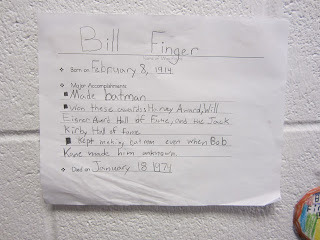 Bill Finger
Born on February 8, 1914
Major Accomplishments
Made batman
Won these awards Harvey Award, Will
Eisner Award Hall of Fame, and the Jack
Kirby Hall of Fame
Kept making batman even when Bob
Kane made him unknown.
Died on January 18 1974